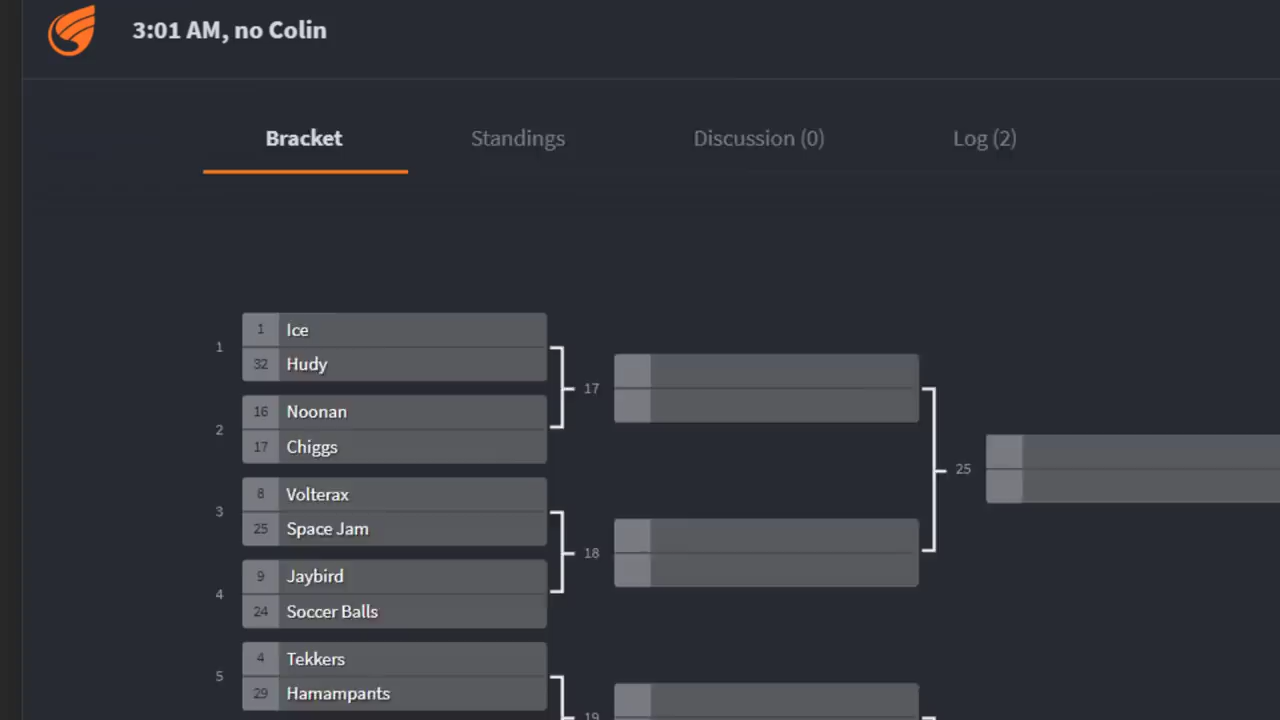 3:01 AM, no Colin
Bracket Standings Discussion (0) Log (2)
1 1 Ice
32 Hudy
17
2 16 Noonan
17 Chiggs
25
3 8 Volterax
25 Space Jam
18
4 9 Jaybird
24 Soccer Balls
5 4 Tekkers
29 Hamampants
19